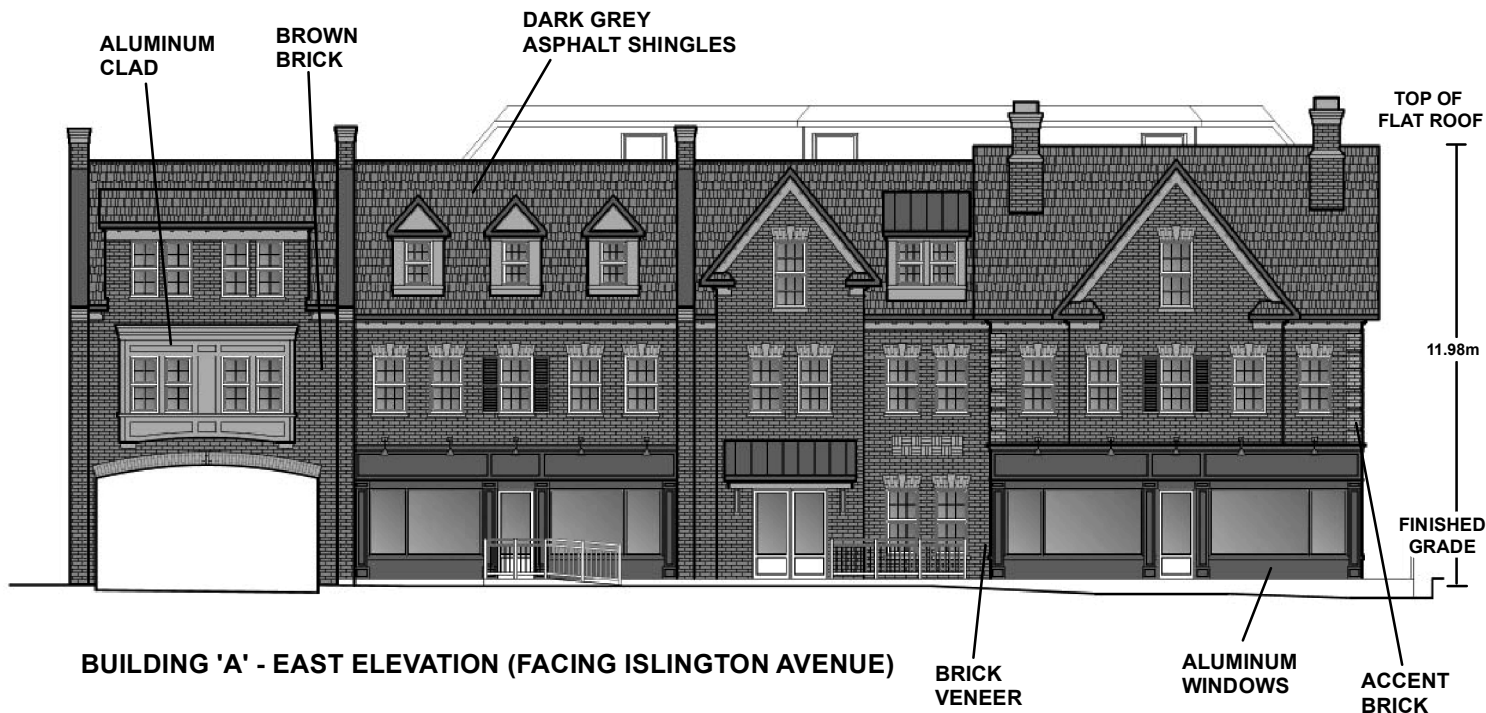 DARK GREY
ASPHALT SHINGLES
ALUMINUM
CLAD
BROWN
BRICK
TOP OF
FLAT ROOF
11.98m
FINISHED
GRADE
BUILDING 'A' - EAST ELEVATION (FACING ISLINGTON AVENUE)
BRICK
VENEER
ALUMINUM
WINDOWS
ACCENT
BRICK